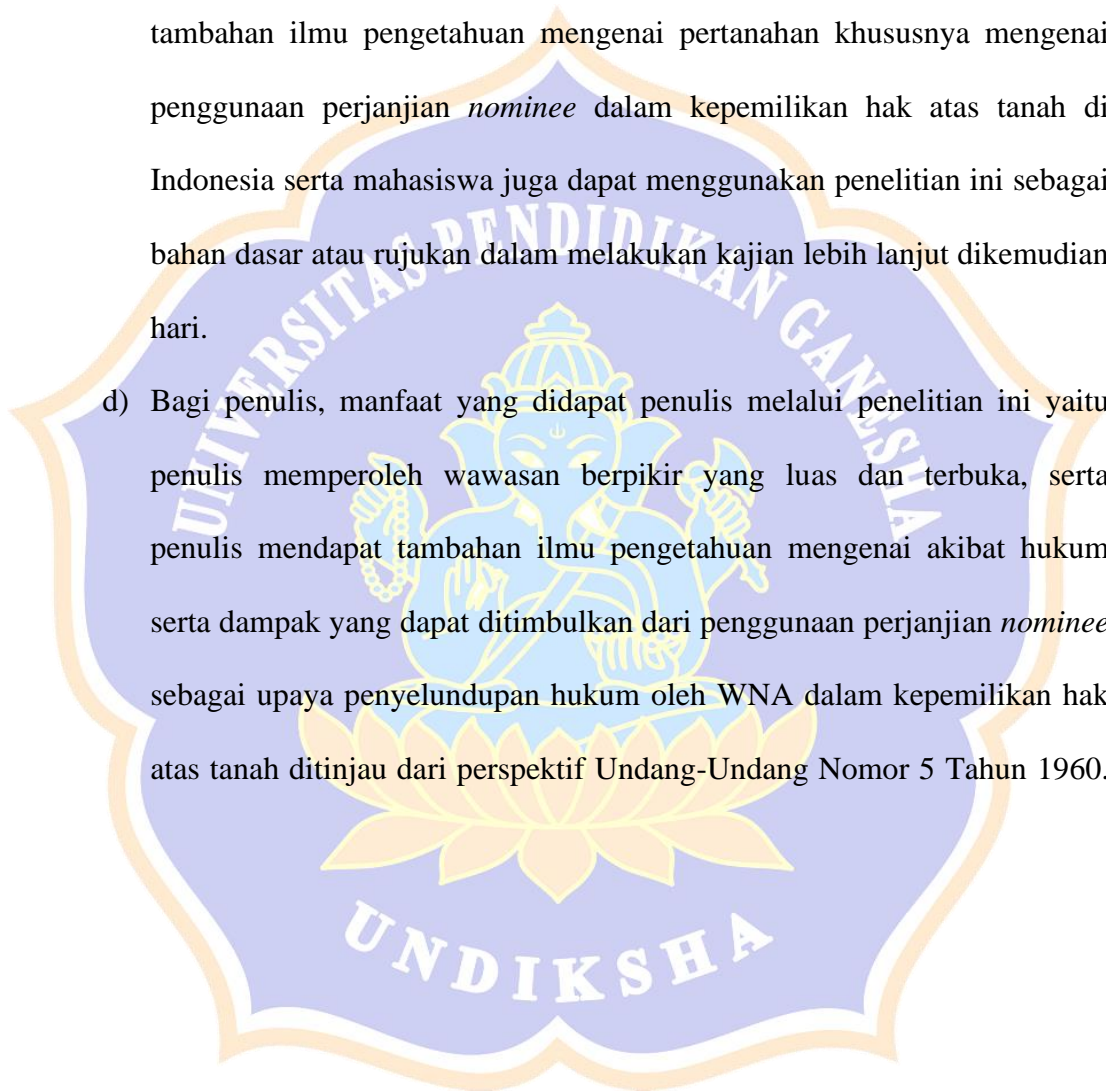 tambahan ilmu pengetahuan mengenai pertanahan khususnya mengenai
penggunaan perjanjian nominee dalam kepemilikan hak atas tanah di
Indonesia serta mahasiswa juga dapat menggunakan penelitian ini sebagai
bahan dasar atau rujukan dalam melakukan kajian lebih lanjut dikemudian
hari.
d) Bagi penulis, manfaat yang didapat penulis melalui penelitian ini yaitu
penulis memperoleh wawasan berpikir yang luas dan terbuka, serta
penulis mendapat tambahan ilmu pengetahuan mengenai akibat hukum
serta dampak yang dapat ditimbulkan dari penggunaan perjanjian nominee
sebagai upaya penyelundupan hukum oleh WNA dalam kepemilikan hak
atas tanah ditinjau dari perspektif Undang-Undang Nomor 5 Tahun 1960.
UNIVERSITAS PENDIDIKAN GANESHA
UNDIKSHA